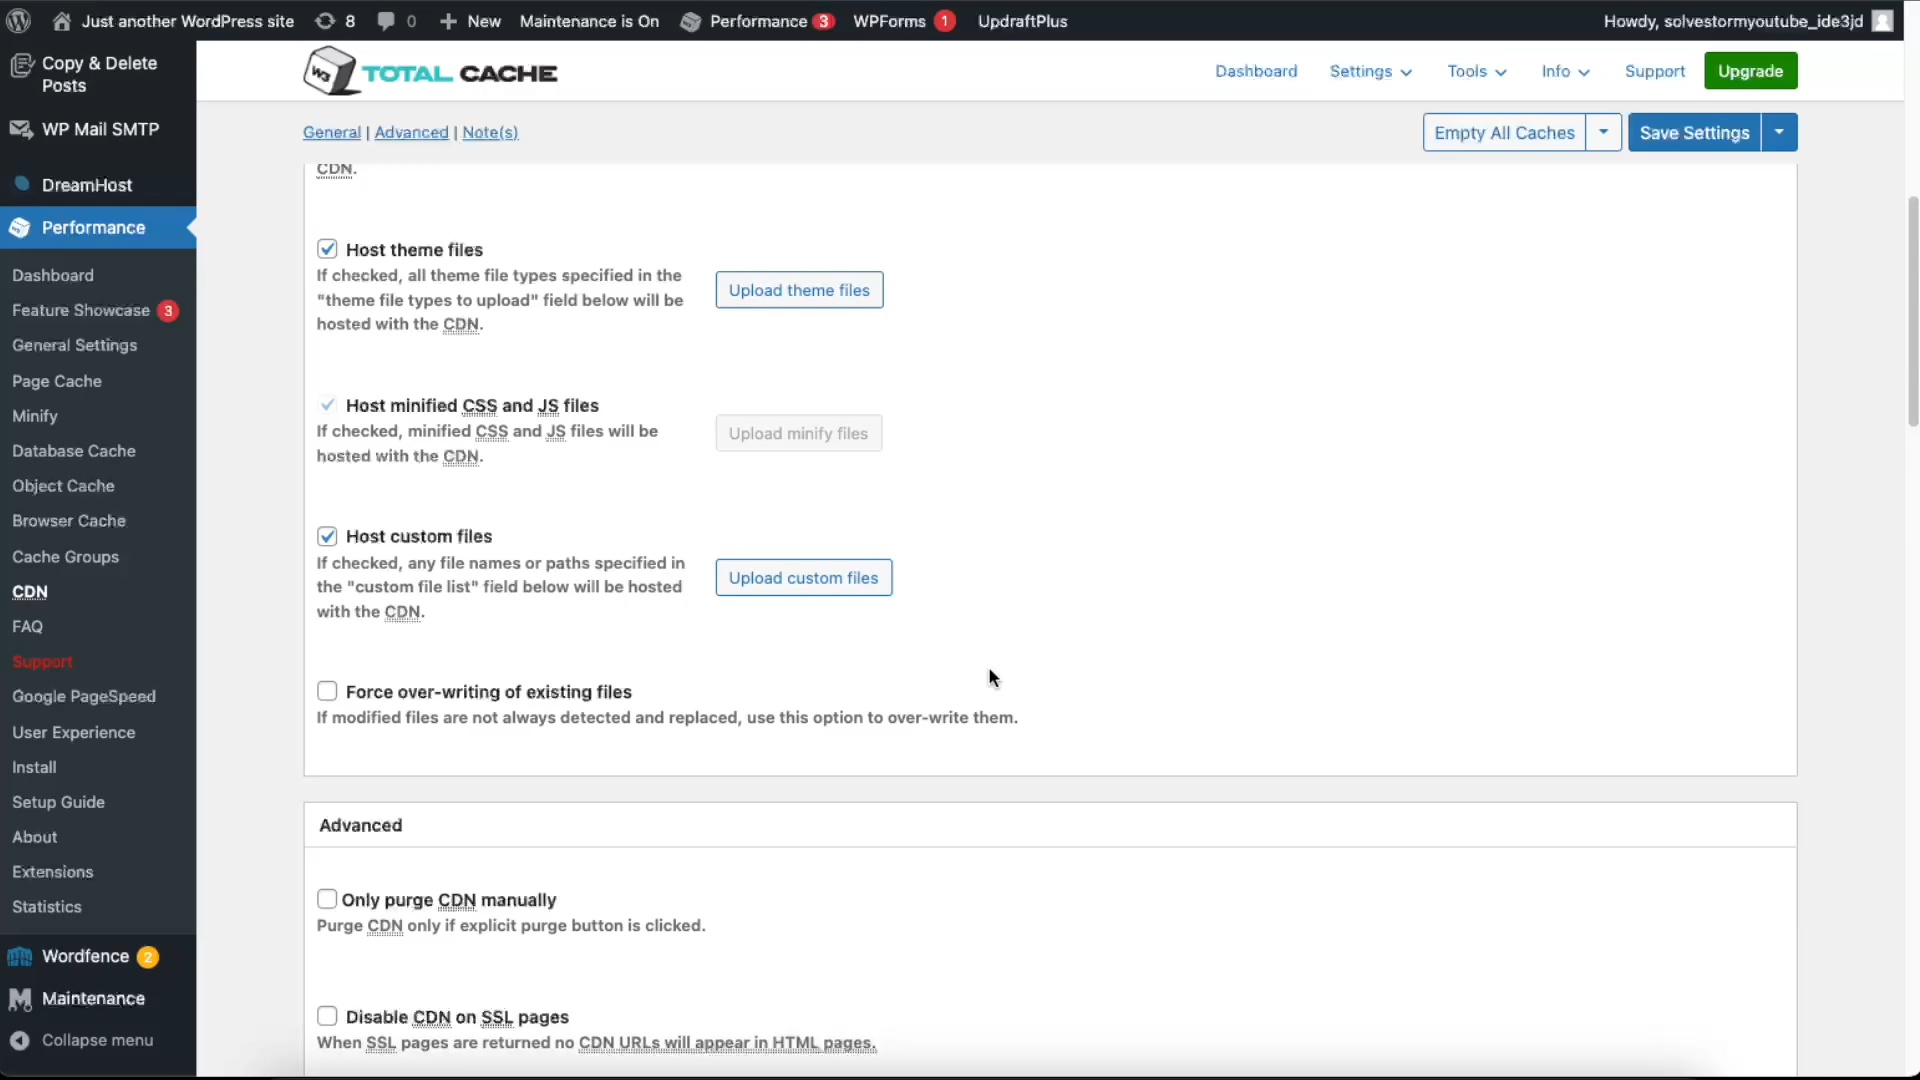 Just another WordPress site
8
0
New
Maintenance is On
Performance 3
WPForms 1
UpdraftPlus
Howdy, solvestormyoutube_ide3jd
Copy & Delete
Posts
WP Mail SMTP
DreamHost
Performance
Dashboard
Feature Showcase 3
General Settings
Page Cache
Minify
Database Cache
Object Cache
Browser Cache
Cache Groups
CDN
FAQ
Support
Google PageSpeed
User Experience
Install
Setup Guide
About
Extensions
Statistics
Wordfence 2
Maintenance
Collapse menu
W3 TOTAL CACHE
Dashboard
Settings
Tools
Info
Support
Upgrade
General | Advanced | Note(s)
Empty All Caches
Save Settings
CDN.
Host theme files
If checked, all theme file types specified in the
"theme file types to upload" field below will be
hosted with the CDN.
Upload theme files
Host minified CSS and JS files
If checked, minified CSS and JS files will be
hosted with the CDN.
Upload minify files
Host custom files
If checked, any file names or paths specified in
the "custom file list" field below will be hosted
with the CDN.
Upload custom files
Force over-writing of existing files
If modified files are not always detected and replaced, use this option to over-write them.
Advanced
Only purge CDN manually
Purge CDN only if explicit purge button is clicked.
Disable CDN on SSL pages
When SSL pages are returned no CDN URLs will appear in HTML pages.